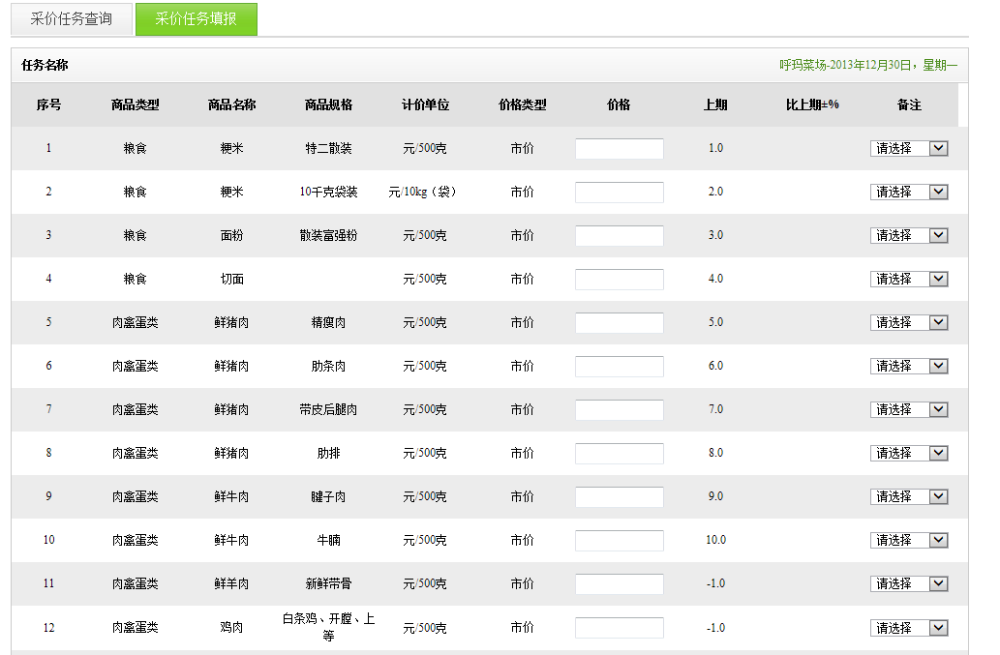 采价任务查询 采价任务填报
任务名称 呼玛菜场-2013年12月30日，星期一
序号 商品类型 商品名称 商品规格 计价单位 价格类型 价格 上期 比上期±% 备注
1 粮食 粳米 特二散装 元/500克 市价 1.0 请选择
2 粮食 粳米 10千克袋装 元/10kg（袋） 市价 2.0 请选择
3 粮食 面粉 散装富强粉 元/500克 市价 3.0 请选择
4 粮食 切面 元/500克 市价 4.0 请选择
5 肉禽蛋类 鲜猪肉 精瘦肉 元/500克 市价 5.0 请选择
6 肉禽蛋类 鲜猪肉 肋条肉 元/500克 市价 6.0 请选择
7 肉禽蛋类 鲜猪肉 带皮后腿肉 元/500克 市价 7.0 请选择
8 肉禽蛋类 鲜猪肉 肋排 元/500克 市价 8.0 请选择
9 肉禽蛋类 鲜牛肉 腱子肉 元/500克 市价 9.0 请选择
10 肉禽蛋类 鲜牛肉 牛腩 元/500克 市价 10.0 请选择
11 肉禽蛋类 鲜羊肉 新鲜带骨 元/500克 市价 -1.0 请选择
12 肉禽蛋类 鸡肉 白条鸡、开膛、上等 元/500克 市价 -1.0 请选择